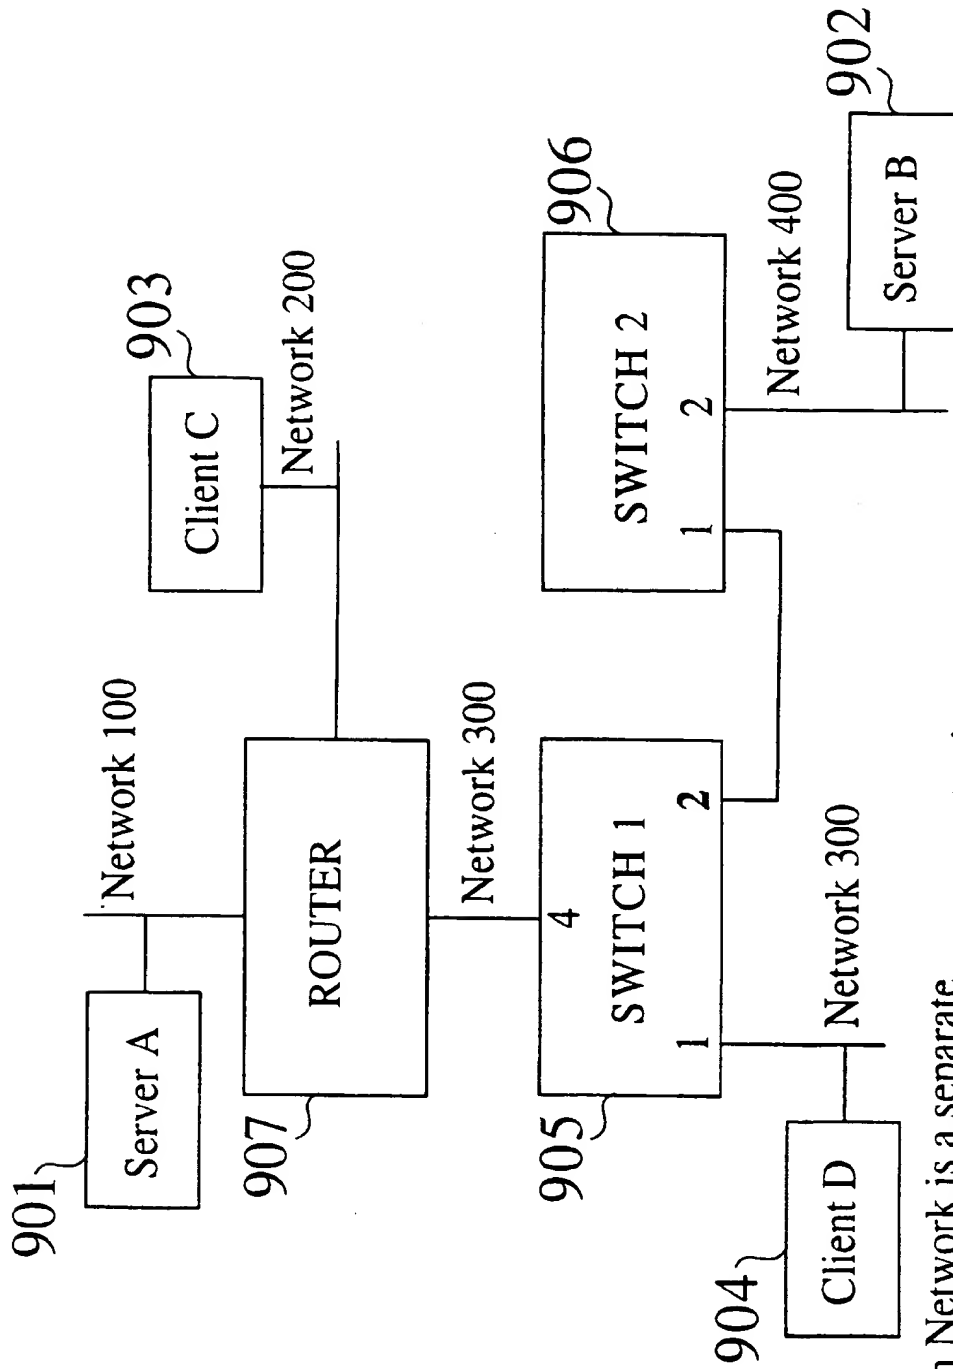 901
Server A
Network 100
903
Client C
Network 200
907
ROUTER
Network 300
906
SWITCH 2
1
2
905
SWITCH 1
4
1
2
Network 400
902
Server B
904
Client D
Network 300
Network is a separate